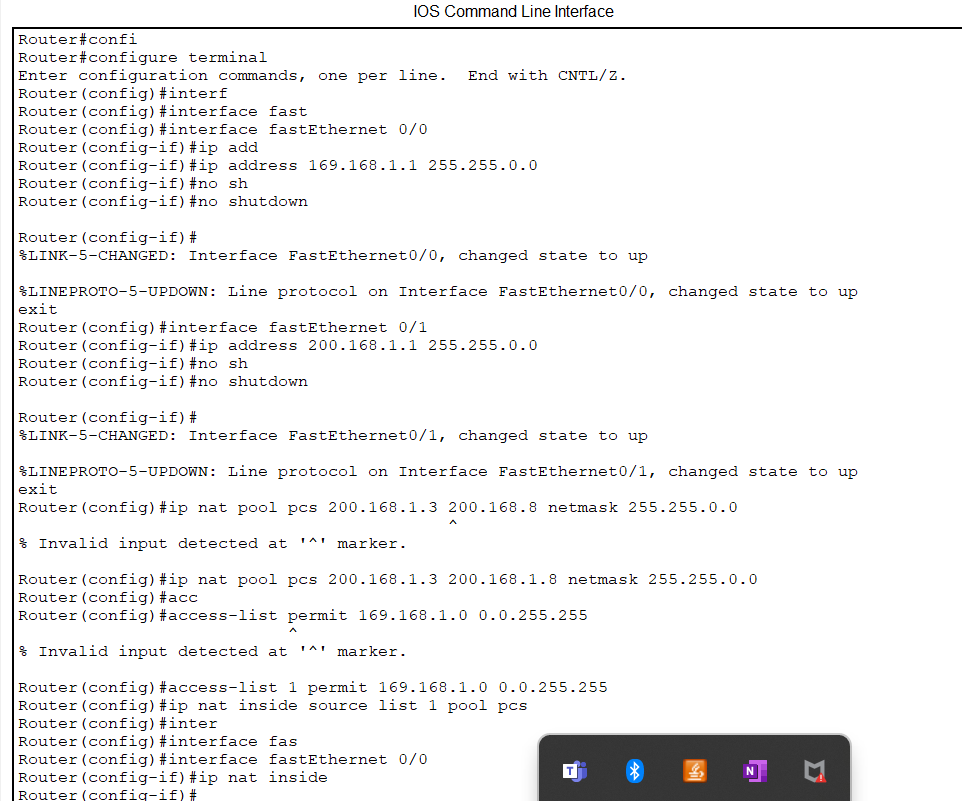 IOS Command Line Interface
Router#confi
Router#configure terminal
Enter configuration commands, one per line.  End with CNTL/Z.
Router(config)#interf
Router(config)#interface fast
Router(config)#interface fastEthernet 0/0
Router(config-if)#ip add
Router(config-if)#ip address 169.168.1.1 255.255.0.0
Router(config-if)#no sh
Router(config-if)#no shutdown
Router(config-if)#
%LINK-5-CHANGED: Interface FastEthernet0/0, changed state to up
%LINEPROTO-5-UPDOWN: Line protocol on Interface FastEthernet0/0, changed state to up
exit
Router(config)#interface fastEthernet 0/1
Router(config-if)#ip address 200.168.1.1 255.255.0.0
Router(config-if)#no sh
Router(config-if)#no shutdown
Router(config-if)#
%LINK-5-CHANGED: Interface FastEthernet0/1, changed state to up
%LINEPROTO-5-UPDOWN: Line protocol on Interface FastEthernet0/1, changed state to up
exit
Router(config)#ip nat pool pcs 200.168.1.3 200.168.8 netmask 255.255.0.0
^
% Invalid input detected at '^' marker.
Router(config)#ip nat pool pcs 200.168.1.3 200.168.1.8 netmask 255.255.0.0
Router(config)#acc
Router(config)#access-list permit 169.168.1.0 0.0.255.255
^
% Invalid input detected at '^' marker.
Router(config)#access-list 1 permit 169.168.1.0 0.0.255.255
Router(config)#ip nat inside source list 1 pool pcs
Router(config)#inter
Router(config)#interface fas
Router(config)#interface fastEthernet 0/0
Router(config-if)#ip nat inside
Router(config-if)#
T
N